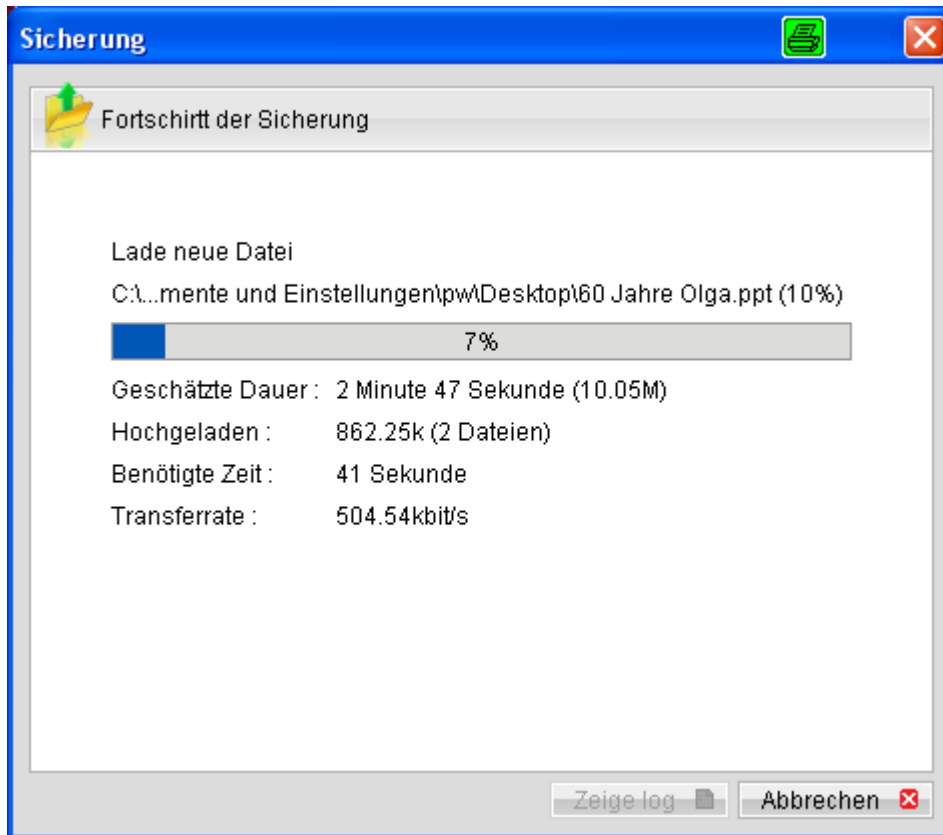 Sicherung
Fortschirtt der Sicherung
Lade neue Datei
C:\...mente und Einstellungen\pw\Desktop\60 Jahre Olga.ppt (10%)
7%
Geschätzte Dauer : 2 Minute 47 Sekunde (10.05M)
Hochgeladen : 862.25k (2 Dateien)
Benötigte Zeit : 41 Sekunde
Transferrate : 504.54kbit/s
Zeige log Abbrechen